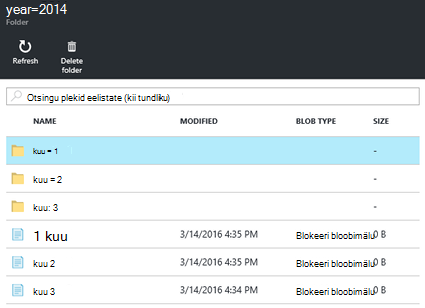 year=2014
Folder
Refresh
Delete folder
Otsingu plekid eelistate (kii tundliku)
NAME MODIFIED BLOB TYPE SIZE
kuu = 1 -
kuu = 2 -
kuu: 3 -
1 kuu 3/14/2016 4:35 PM Blokeeri bloobimälu 0 B
kuu 2 3/14/2016 4:35 PM Blokeeri bloobimälu 0 B
kuu 3 3/14/2016 4:34 PM Blokeeri bloobimälu 0 B